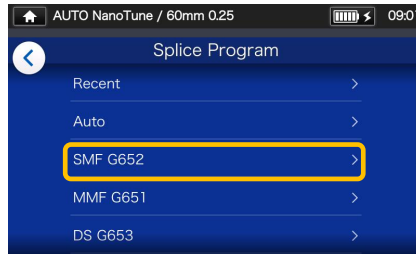 AUTO NanoTune / 60mm 0.25
Splice Program
Recent
Auto
SMF G652
MMF G651
DS G653